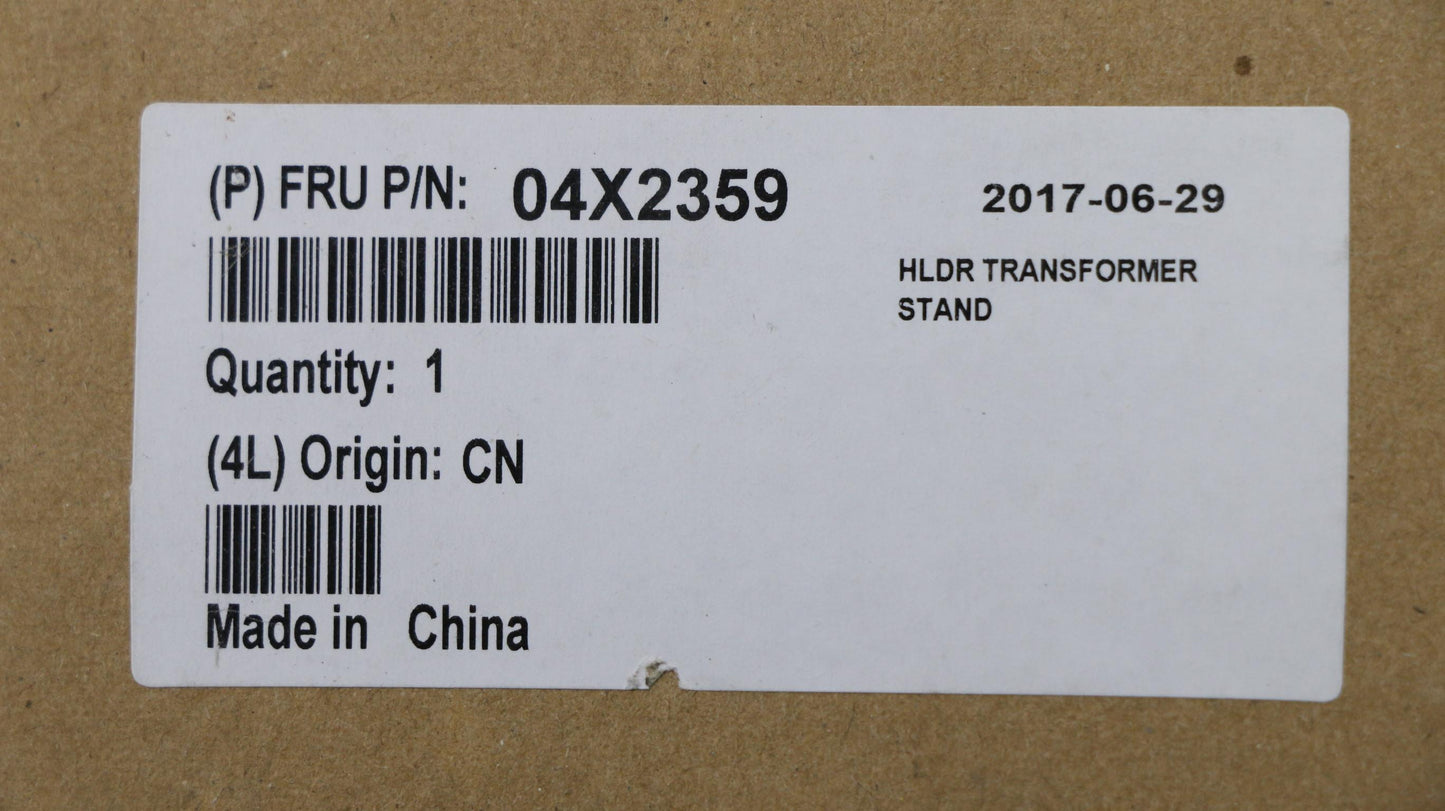 (P) FRU P/N: 04X2359
2017-06-29
HLDR TRANSFORMER
STAND
Quantity: 1
(4L) Origin: CN
Made in China